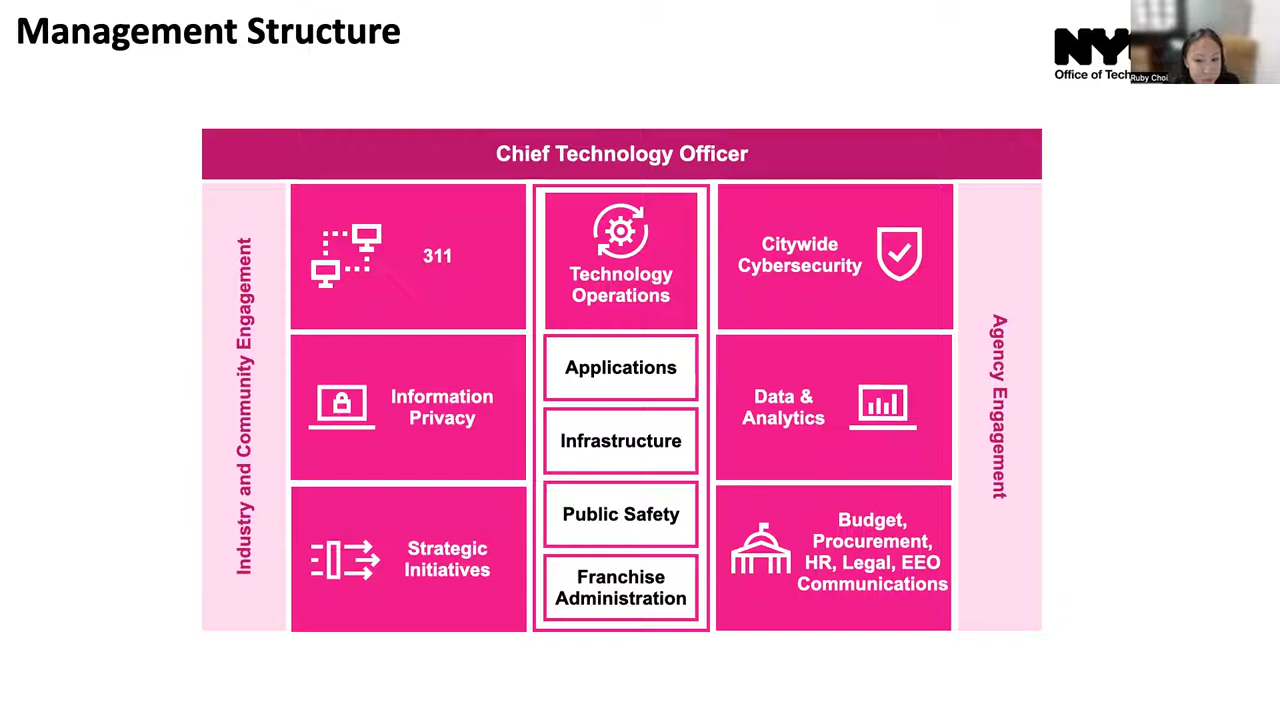 Management Structure
NY
Office of Tech
Ruby Choi
Chief Technology Officer
Industry and Community Engagement
311
Information
Privacy
Strategic
Initiatives
Technology
Operations
Applications
Infrastructure
Public Safety
Franchise
Administration
Citywide
Cybersecurity
Data &
Analytics
Budget,
Procurement,
HR, Legal, EEO
Communications
Agency Engagement